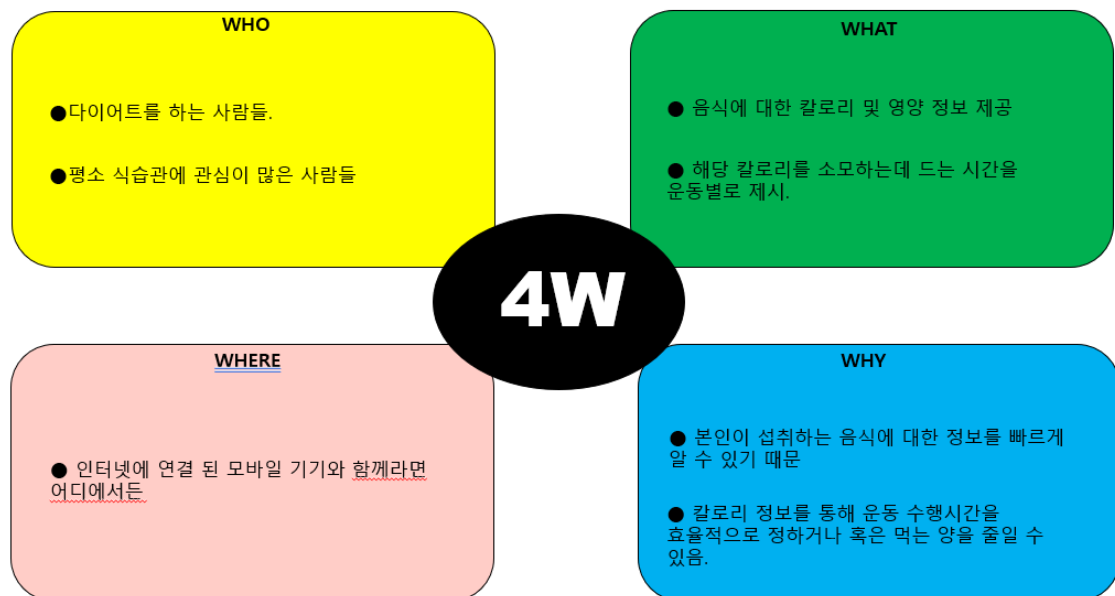 WHO
●다이어트를 하는 사람들.
●평소 식습관에 관심이 많은 사람들
WHAT
● 음식에 대한 칼로리 및 영양 정보 제공
● 해당 칼로리를 소모하는데 드는 시간을
운동별로 제시.
4W
WHERE
● 인터넷에 연결 된 모바일 기기와 함께라면
어디에서든
WHY
● 본인이 섭취하는 음식에 대한 정보를 빠르게
알 수 있기 때문
● 칼로리 정보를 통해 운동 수행시간을
효율적으로 정하거나 혹은 먹는 양을 줄일 수
있음.